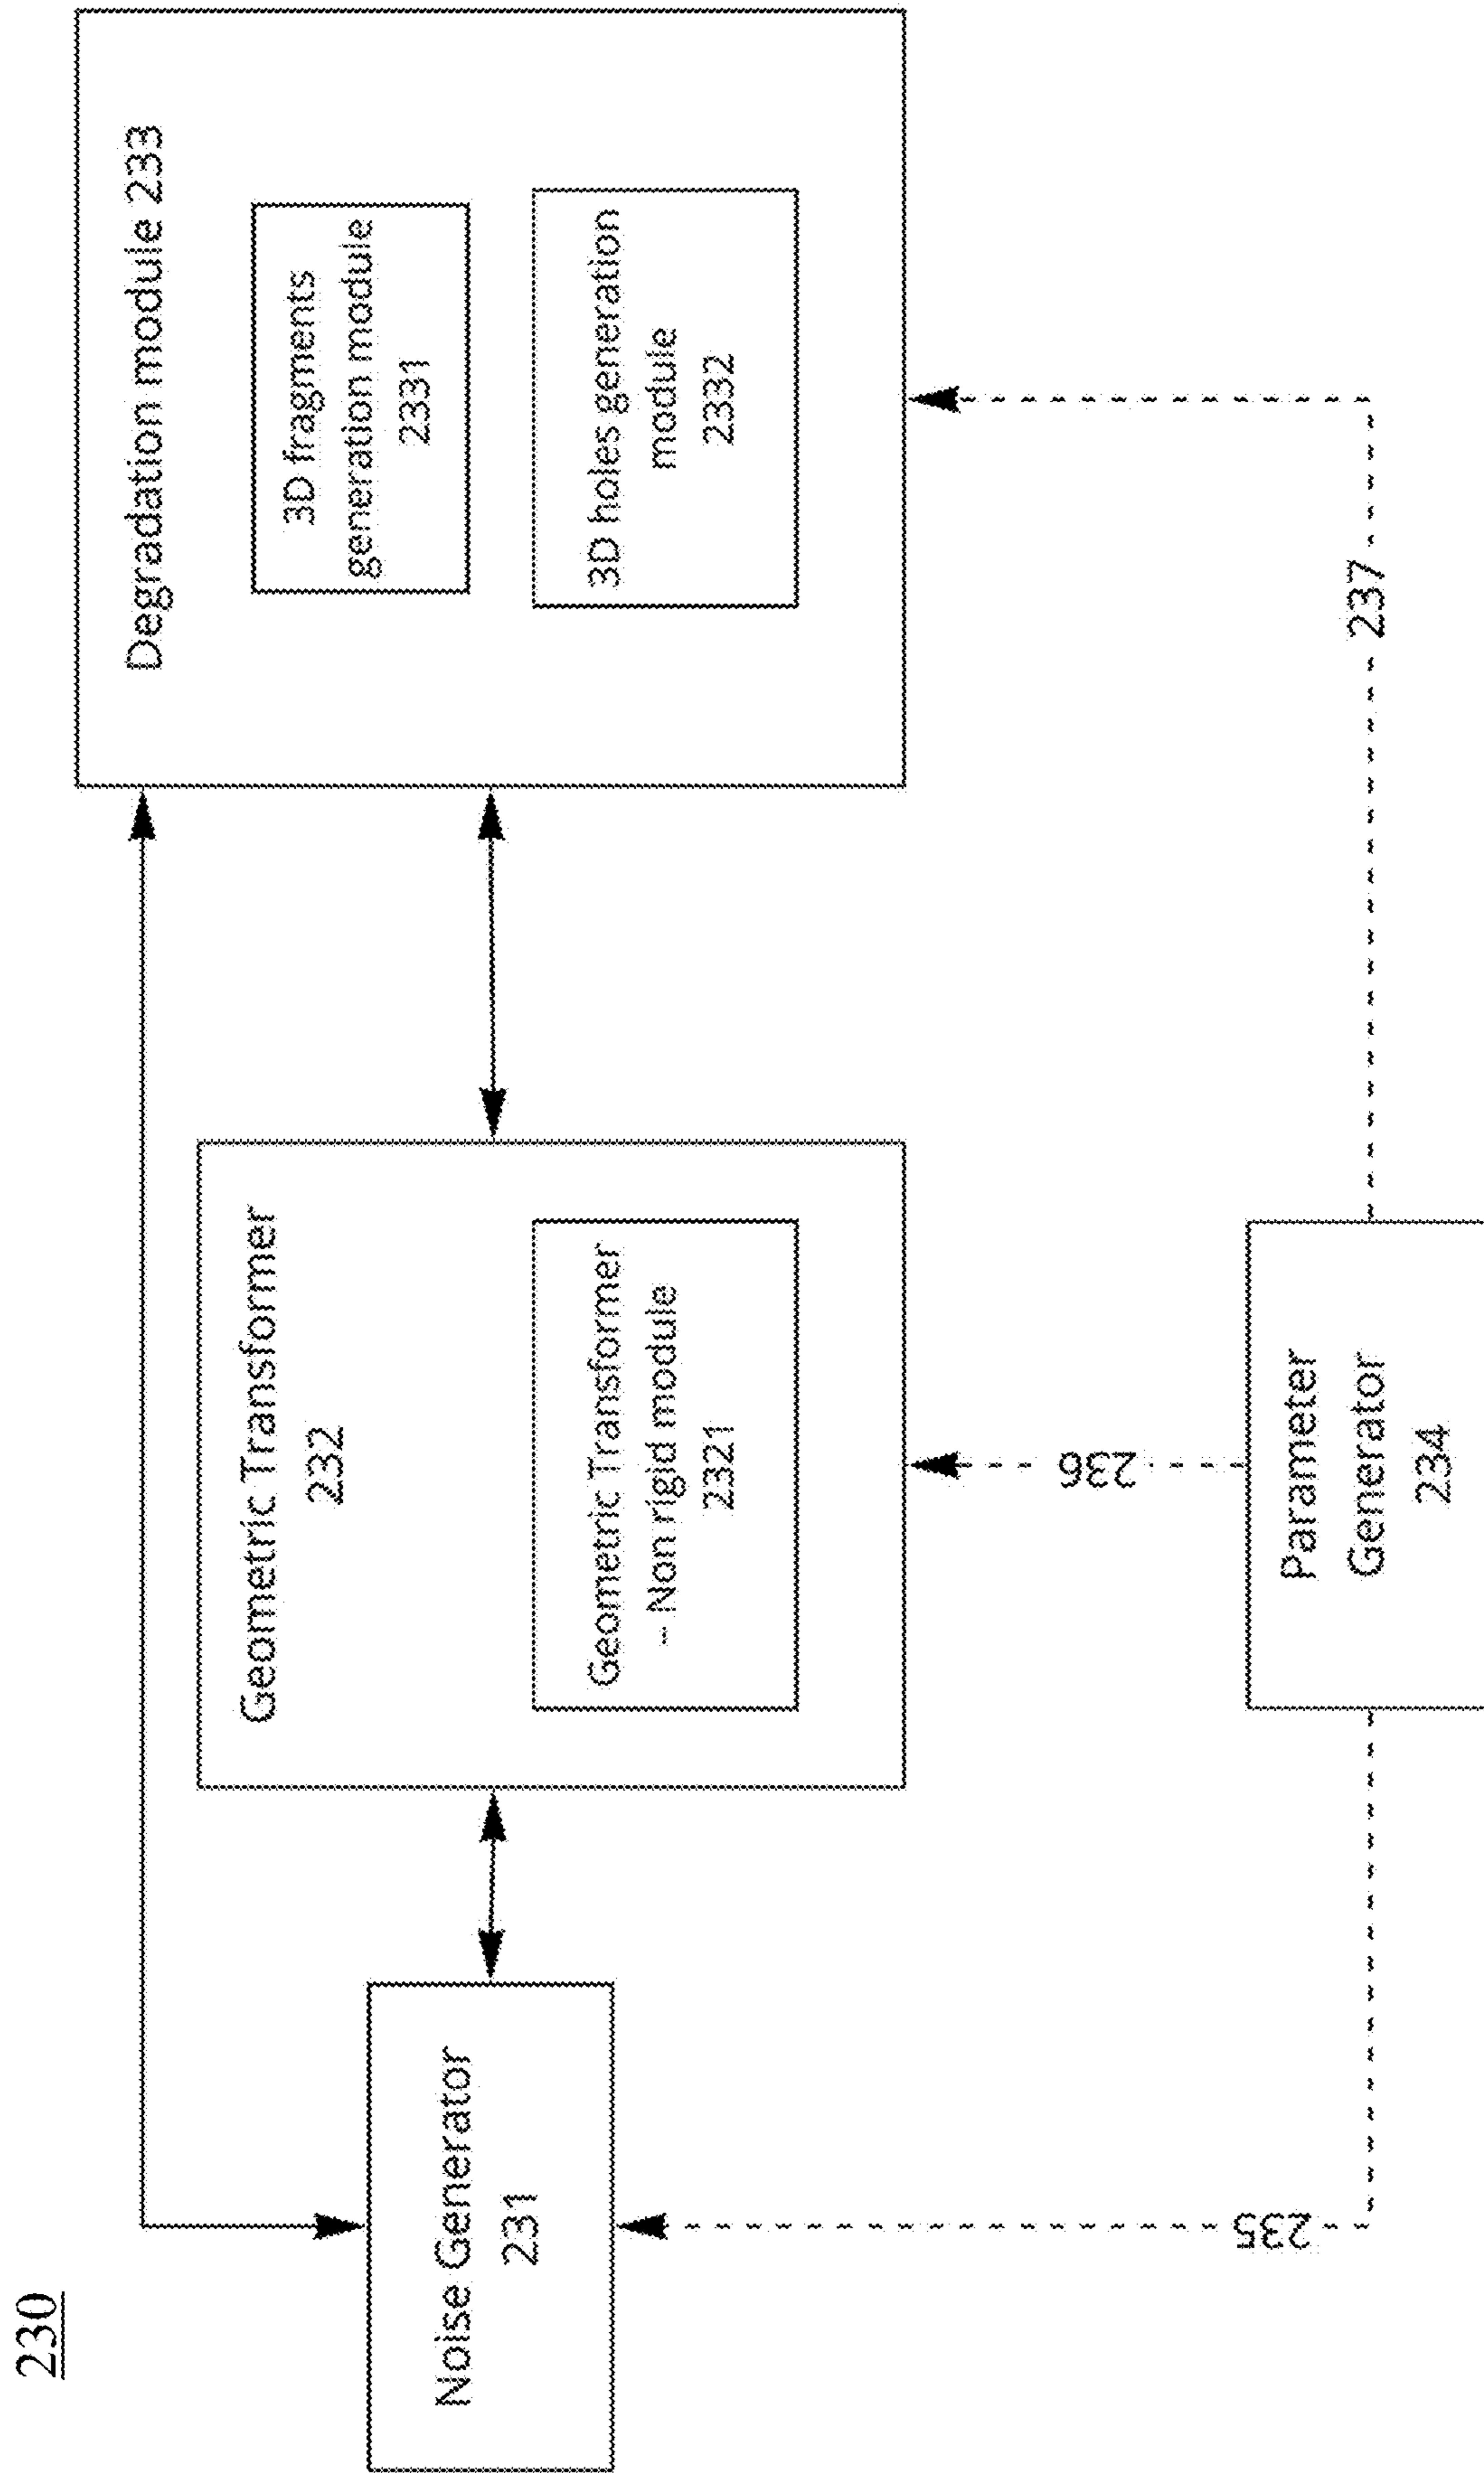 230
Noise Generator
231
Geometric Transformer
232
Geometric Transformer
-- Non rigid module
2321
Degradation module 233
3D fragments
generation module
2331
3D holes generation
module
2332
Parameter
Generator
234
235
236
237